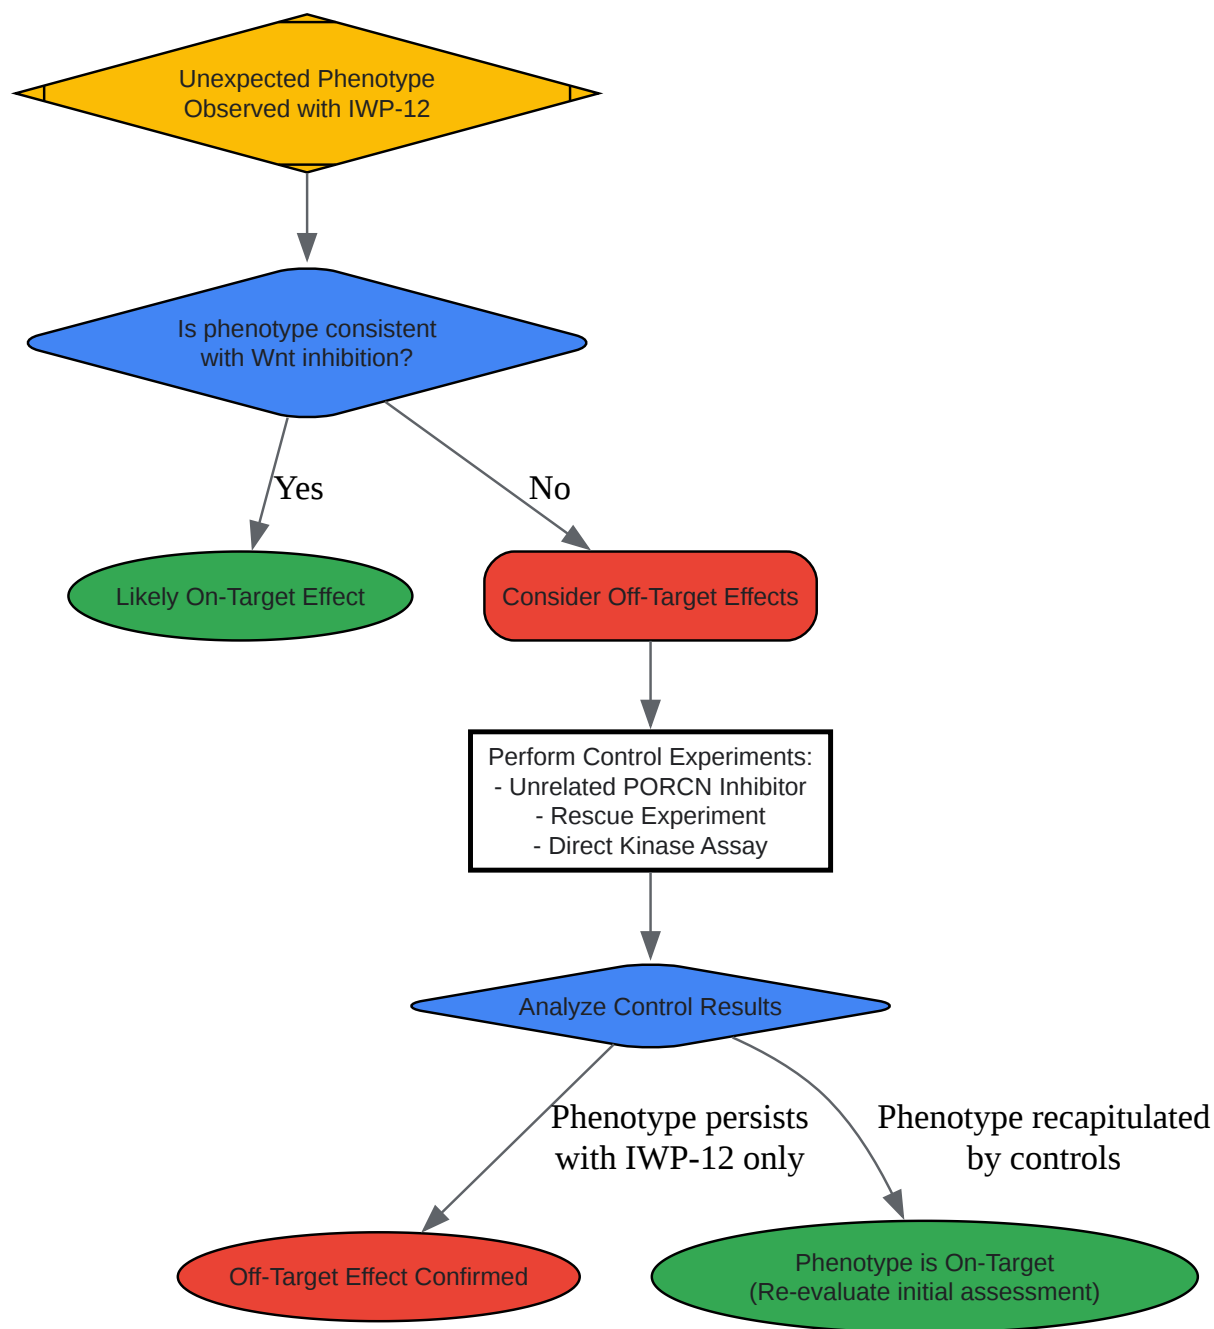 Unexpected Phenotype
Observed with IWP-12
Is phenotype consistent
with Wnt inhibition?
Yes
No
Likely On-Target Effect
Consider Off-Target Effects
Perform Control Experiments:
- Unrelated PORCN Inhibitor
- Rescue Experiment
- Direct Kinase Assay
Analyze Control Results
Phenotype persists
with IWP-12 only
Phenotype recapitulated
by controls
Off-Target Effect Confirmed
Phenotype is On-Target
(Re-evaluate initial assessment)